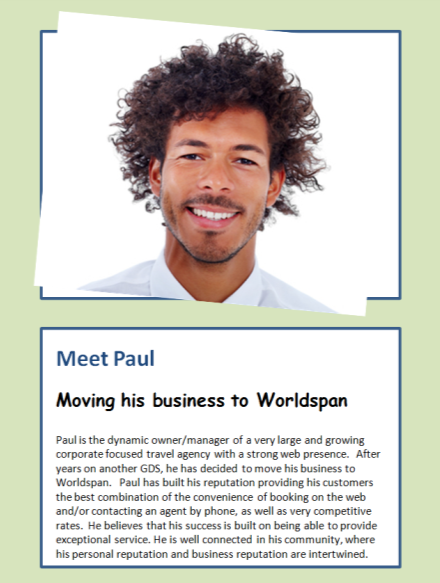 Meet Paul
Moving his business to Worldspan
Paul is the dynamic owner/manager of a very large and growing
corporate focused travel agency with a strong web presence. After
years on another GDS, he has decided to move his business to
Worldspan. Paul has built his reputation providing his customers
the best combination of the convenience of booking on the web
and/or contacting an agent by phone, as well as very competitive
rates. He believes that his success is built on being able to provide
exceptional service. He is well connected in his community, where
his personal reputation and business reputation are intertwined.